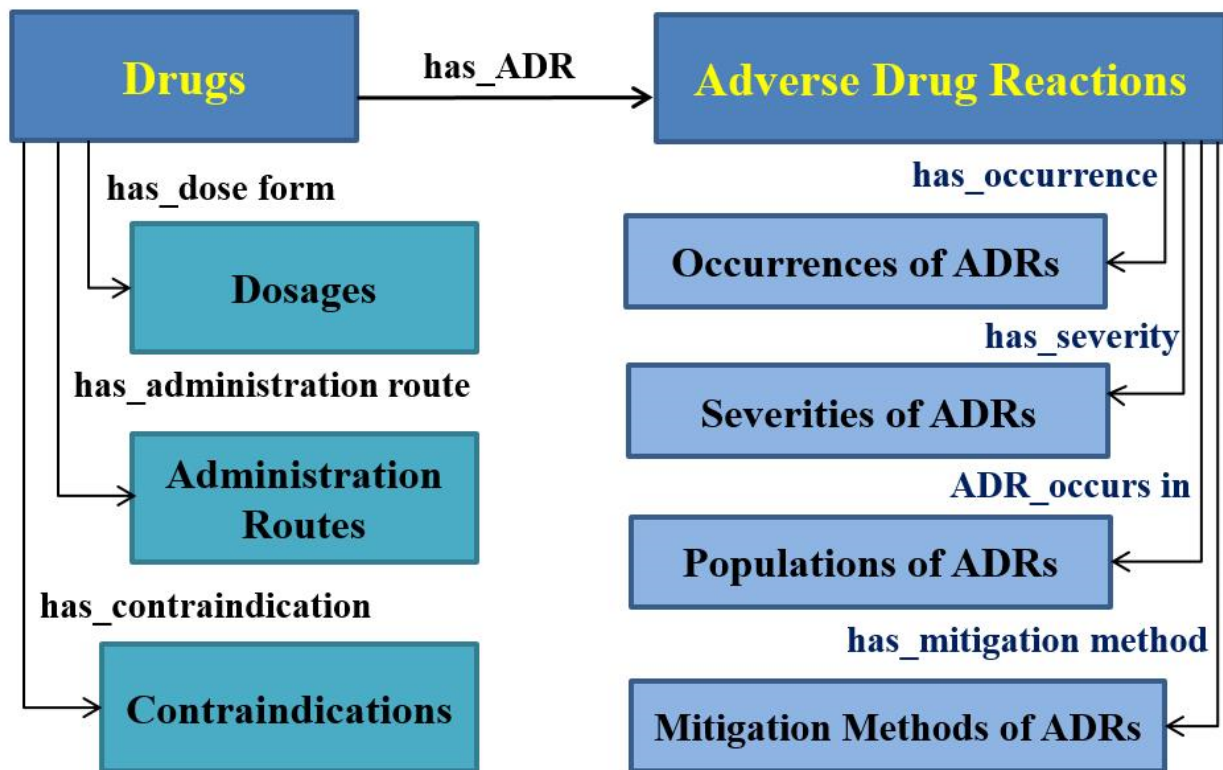 Drugs
has_ADR
Adverse Drug Reactions
has_dose form
Dosages
has_administration route
Administration
Routes
has_contraindication
Contraindications
has_occurrence
Occurrences of ADRs
has_severity
Severities of ADRs
ADR_occurs in
Populations of ADRs
has_mitigation method
Mitigation Methods of ADRs